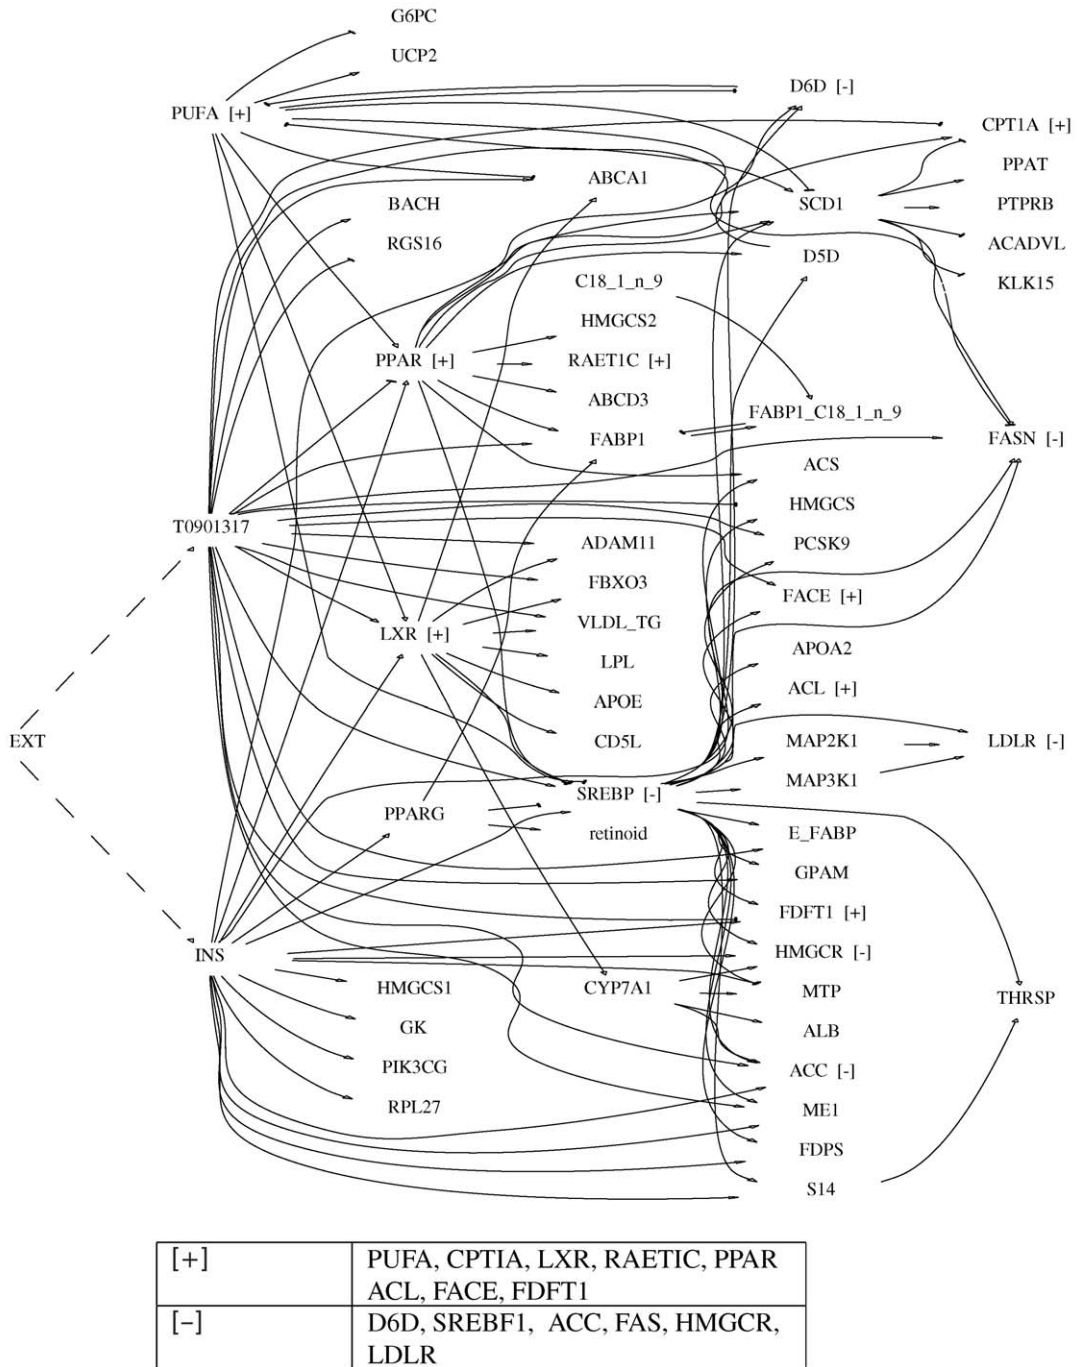 G6PC
UCP2
D6D [-]
PUFA [+]
CPT1A [+]
PPAT
ABCA1
BACH
SCD1
PTPRB
RGS16
ACADVL
D5D
C18_1_n_9
KLK15
HMGCS2
PPAR [+]
RAET1C [+]
ABCD3
FABP1_C18_1_n_9
FABP1
FASN [-]
ACS
HMGCS
T0901317
ADAM11
PCSK9
FBXO3
FACE [+]
VLDL_TG
LXR [+]
APOA2
LPL
ACL [+]
APOE
EXT
CD5L
MAP2K1
LDLR [-]
MAP3K1
SREBP [-]
PPARG
retinoid
E_FABP
GPAM
FDFT1 [+]
INS
HMGCR [-]
HMGCS1
CYP7A1
MTP
THRSP
GK
ALB
PIK3CG
ACC [-]
RPL27
ME1
FDPS
S14
[+] PUFA, CPTIA, LXR, RAETIC, PPAR
ACL, FACE, FDFT1
[–] D6D, SREBF1, ACC, FAS, HMGCR,
LDLR